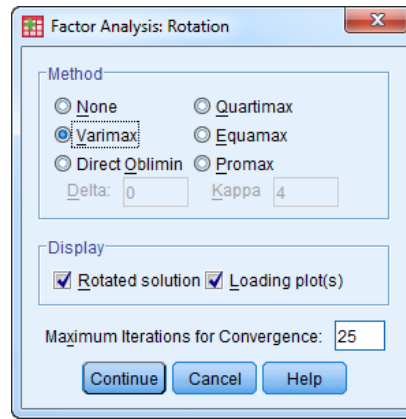 Factor Analysis: Rotation
Method
None Quartimax
Varimax Equamax
Direct Oblimin Promax
Delta: 0 Kappa 4
Display
Rotated solution Loading plot(s)
Maximum Iterations for Convergence: 25
Continue Cancel Help